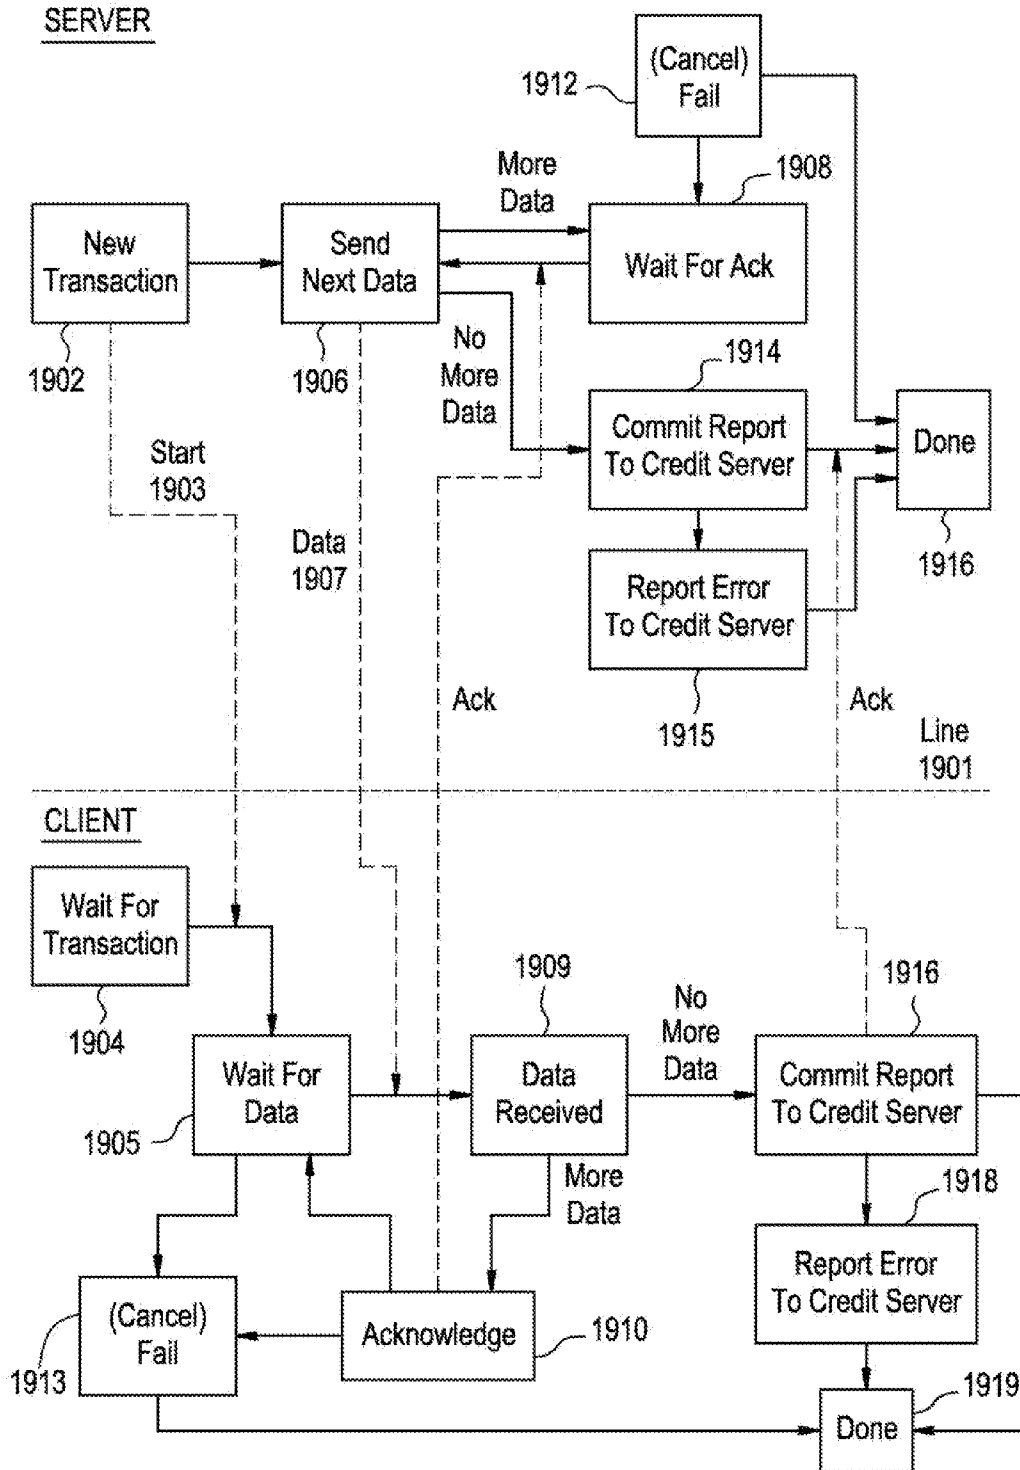 SERVER
(Cancel)
Fail
1912
More
Data
1908
New
Transaction
Send
Next Data
Wait For Ack
1902
1906
No
More
Data
1914
Commit Report
To Credit Server
Done
Start
1903
Data
1907
1916
Report Error
To Credit Server
Ack
1915
Ack
Line
1901
CLIENT
Wait For
Transaction
1904
1909
No
More
Data
1916
Wait For
Data
Data
Received
Commit Report
To Credit Server
1905
More
Data
1918
Report Error
To Credit Server
(Cancel)
Fail
Acknowledge
1910
1913
1919
Done